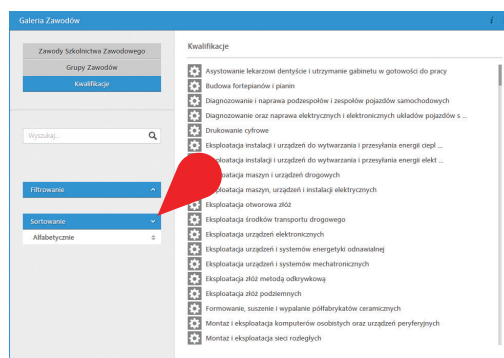 Galeria Zawodów
i
Zawody Szkolnictwa Zawodowego
Grupy Zawodów
Kwalifikacje
Wyszukaj...
Filtrowanie
Sortowanie
Alfabetycznie
Kwalifikacje
Asystowanie lekarzowi dentyście i utrzymanie gabinetu w gotowości do pracy
Budowa fortepianów i pianin
Diagnozowanie i naprawa podzespołów i zespołów pojazdów samochodowych
Diagnozowanie oraz naprawa elektrycznych i elektronicznych układów pojazdów s ...
Drukowanie cyfrowe
Eksploatacja instalacji i urządzeń do wytwarzania i przesyłania energii ciepl ...
Eksploatacja instalacji i urządzeń do wytwarzania i przesyłania energii elekt ...
ksploatacja maszyn i urządzeń drogowych
ksploatacja maszyn, urządzeń i instalacji elektrycznych
Eksploatacja otworowa złóż
Eksploatacja środków transportu drogowego
Eksploatacja urządzeń elektronicznych
Eksploatacja urządzeń i systemów energetyki odnawialnej
Eksploatacja urządzeń i systemów mechatronicznych
Eksploatacja złóż metodą odkrywkową
Eksploatacja złóż podziemnych
Formowanie, suszenie i wypalanie półfabrykatów ceramicznych
Montaż i eksploatacja komputerów osobistych oraz urządzeń peryferyjnych
Montaż i eksploatacja sieci rozległych